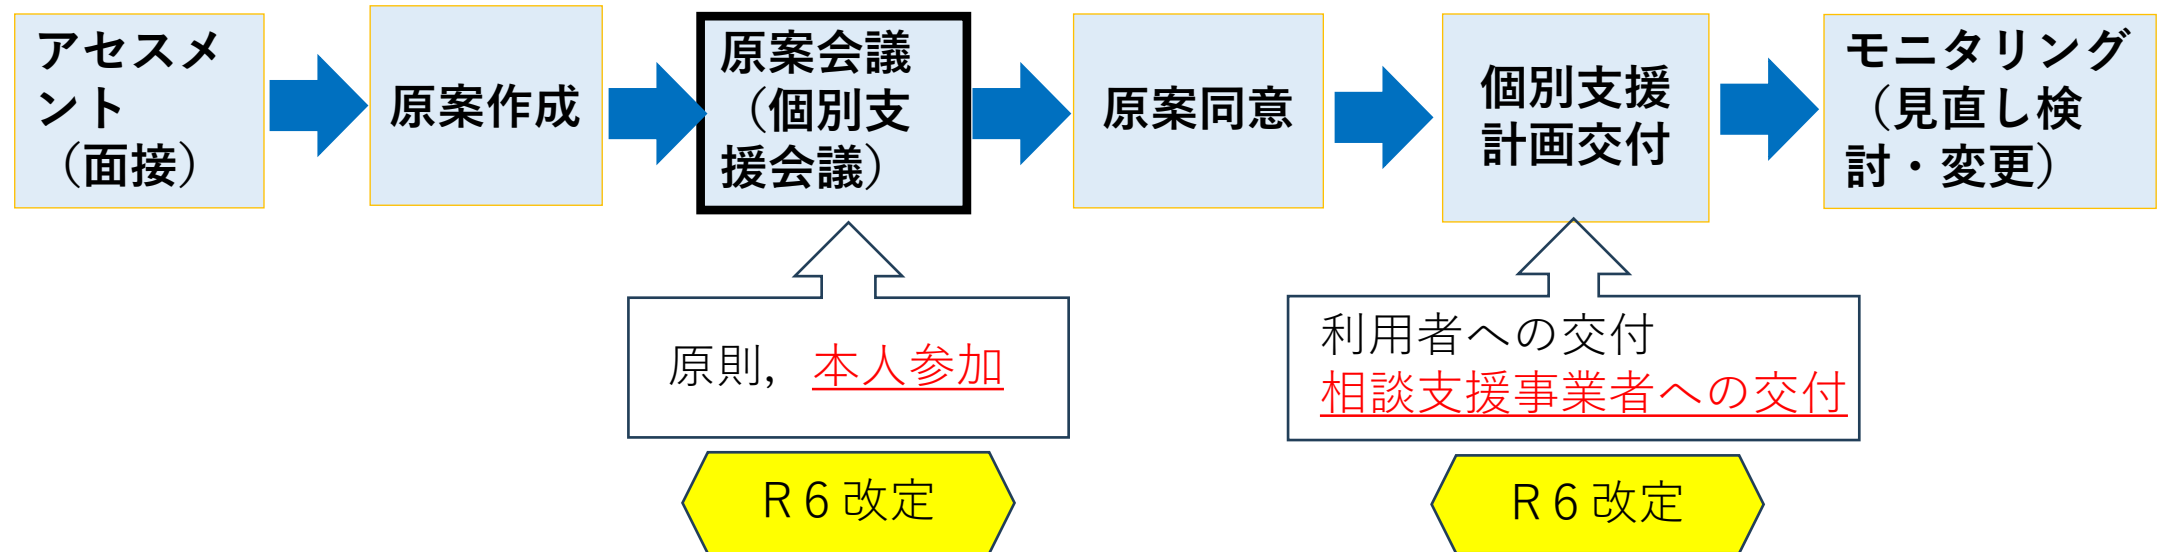 アセスメ
ント
（面接）
原案作成
原案会議
（個別支
援会議）
原案同意
個別支援
計画交付
モニタリング
（見直し検
討・変更）
原則，本人参加
利用者への交付
相談支援事業者への交付
Ｒ６改定
Ｒ６改定